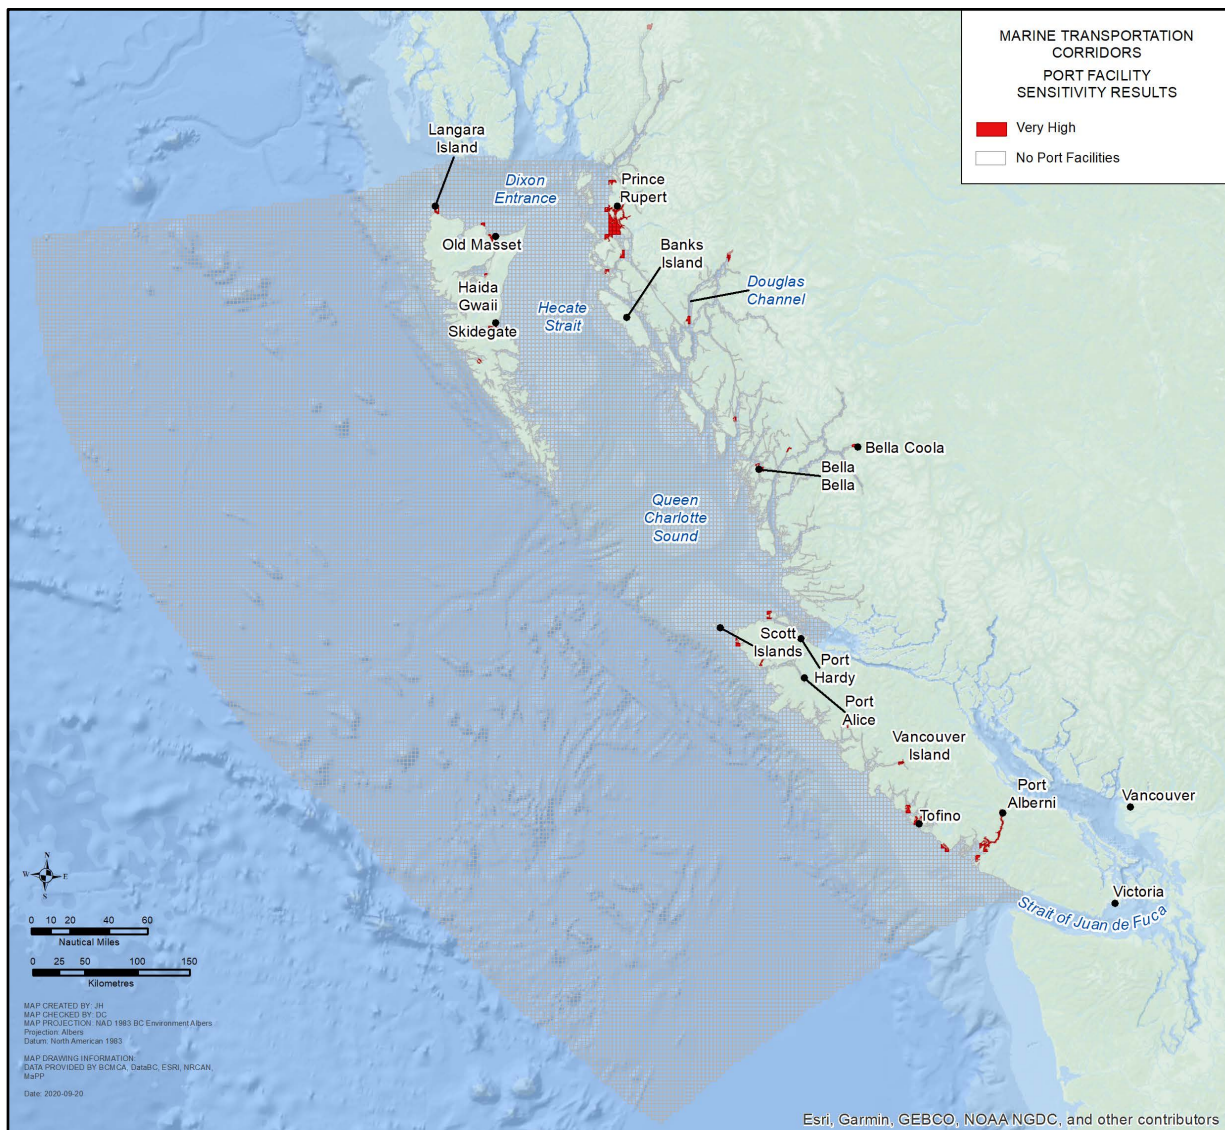 MARINE TRANSPORTATION
CORRIDORS
PORT FACILITY
SENSITIVITY RESULTS
Very High
No Port Facilities
Langara
Island
Dixon
Entrance
Prince
Rupert
Old Masset
Banks
Island
Haida
Gwaii
Hecate
Strait
Douglas
Channel
Skidegate
Bella Coola
Bella
Bella
Queen
Charlotte
Sound
Scott
Islands
Port
Hardy
Port
Alice
Vancouver
Island
Port
Alberni
Vancouver
Tofino
Victoria
Strait of Juan de Fuca
N
W E
S
0 10 20 40 60
Nautical Miles
0 25 50 100 150
Kilometres
MAP CREATED BY: JH
MAP CHECKED BY: DC
MAP PROJECTION: NAD 1983 BC Environment Albers
Projection: Albers
Datum: North American 1983
MAP DRAWING INFORMATION:
DATA PROVIDED BY BCMCA, DataBC, ESRI, NRCAN,
MaPP
Date: 2020-09-20
Esri, Garmin, GEBCO, NOAA NGDC, and other contributors